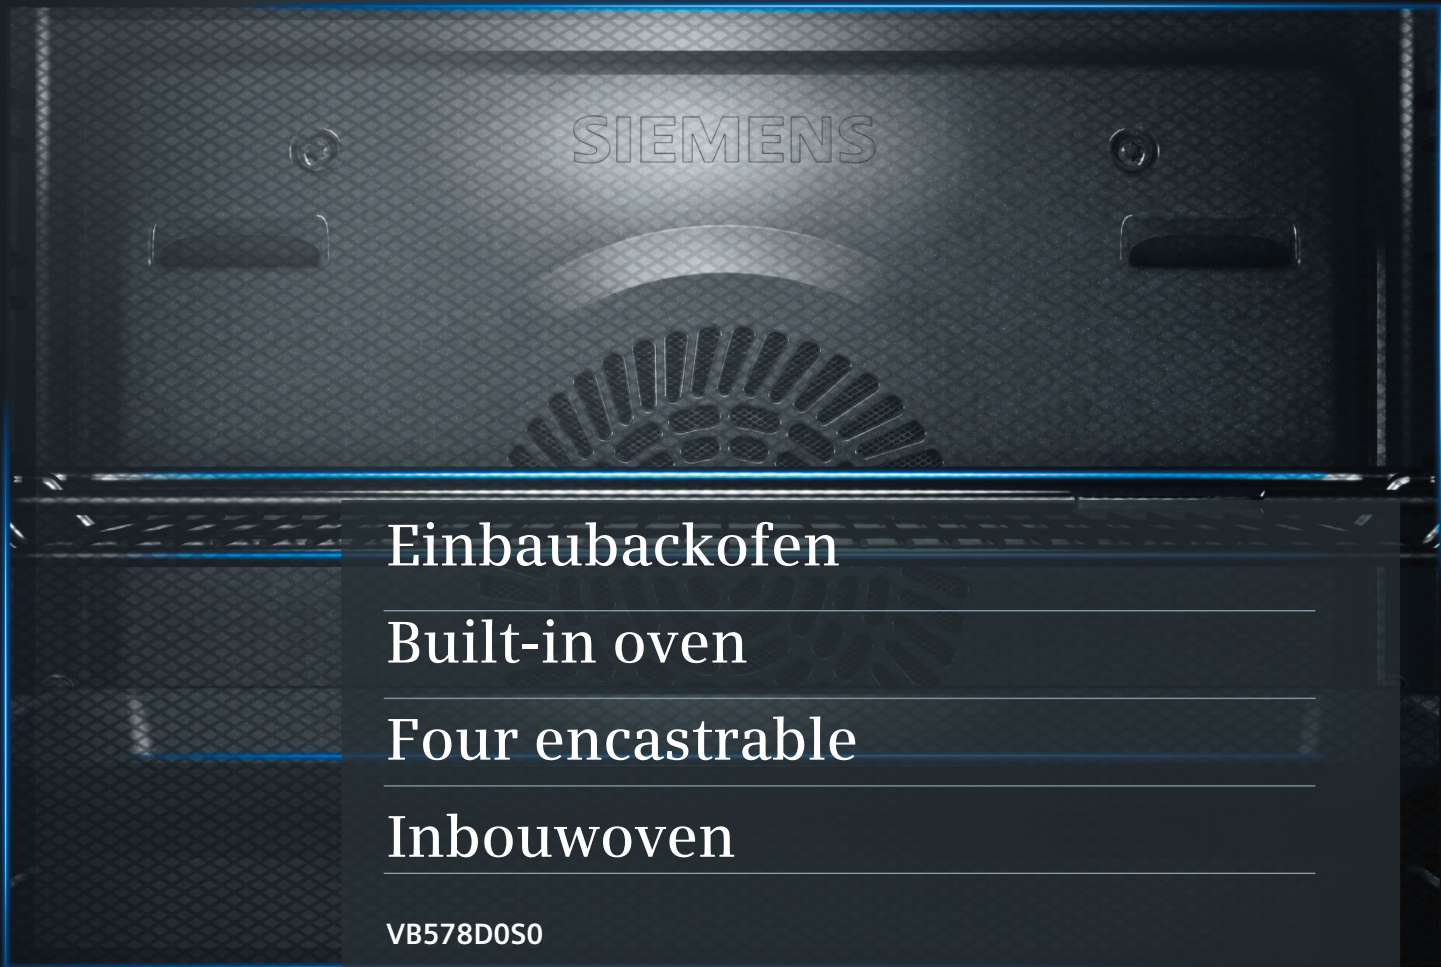 SIEMENS
Einbaubackofen
Built-in oven
Four encastrable
Inbouwoven
VB578D0S0